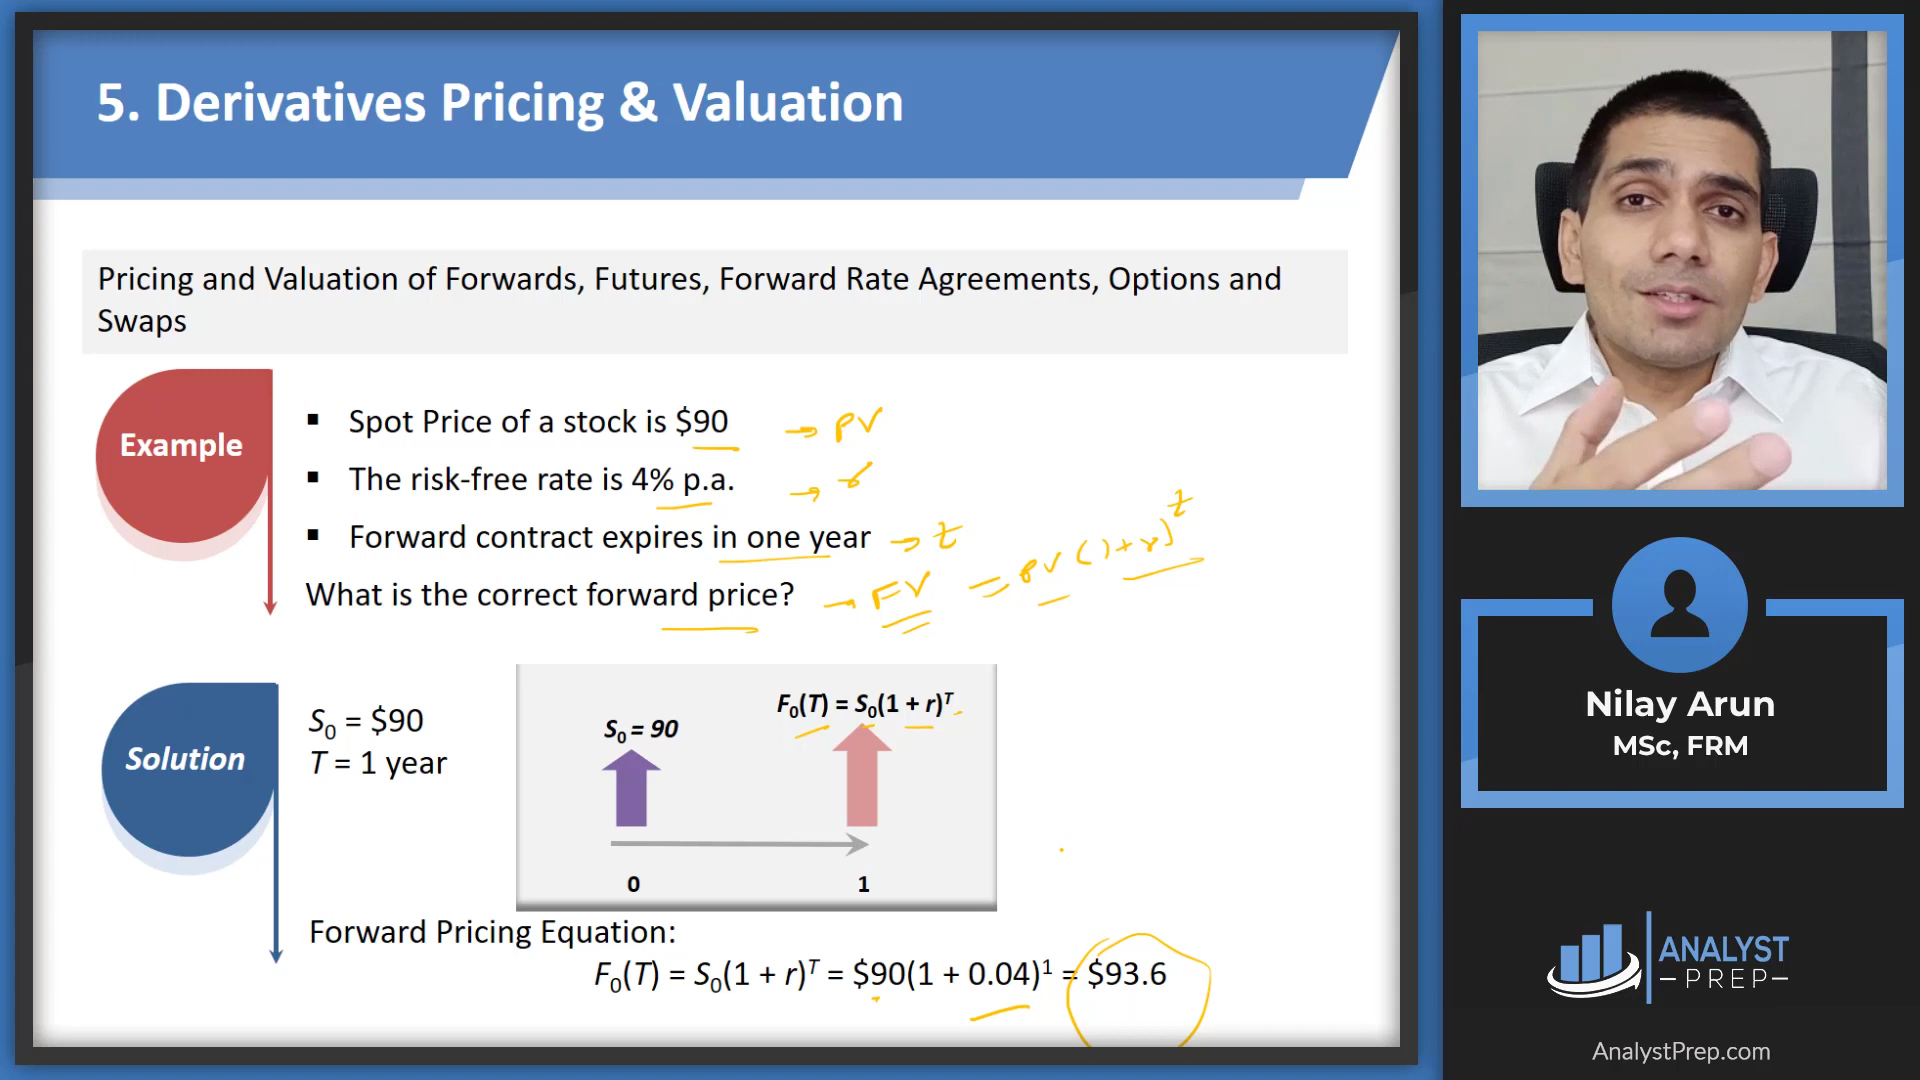 5. Derivatives Pricing & Valuation
Pricing and Valuation of Forwards, Futures, Forward Rate Agreements, Options and
Swaps
Example
▪ Spot Price of a stock is $90 → PV
▪ The risk-free rate is 4% p.a. → r
▪ Forward contract expires in one year → t
What is the correct forward price? → FV = PV (1+r)^t
Solution
S₀ = $90
T = 1 year
S₀ = 90
F₀(T) = S₀(1 + r)ᵀ
0 1
Forward Pricing Equation:
F₀(T) = S₀(1 + r)ᵀ = $90(1 + 0.04)¹ = $93.6
Nilay Arun
MSc, FRM
ANALYST
PREP
AnalystPrep.com